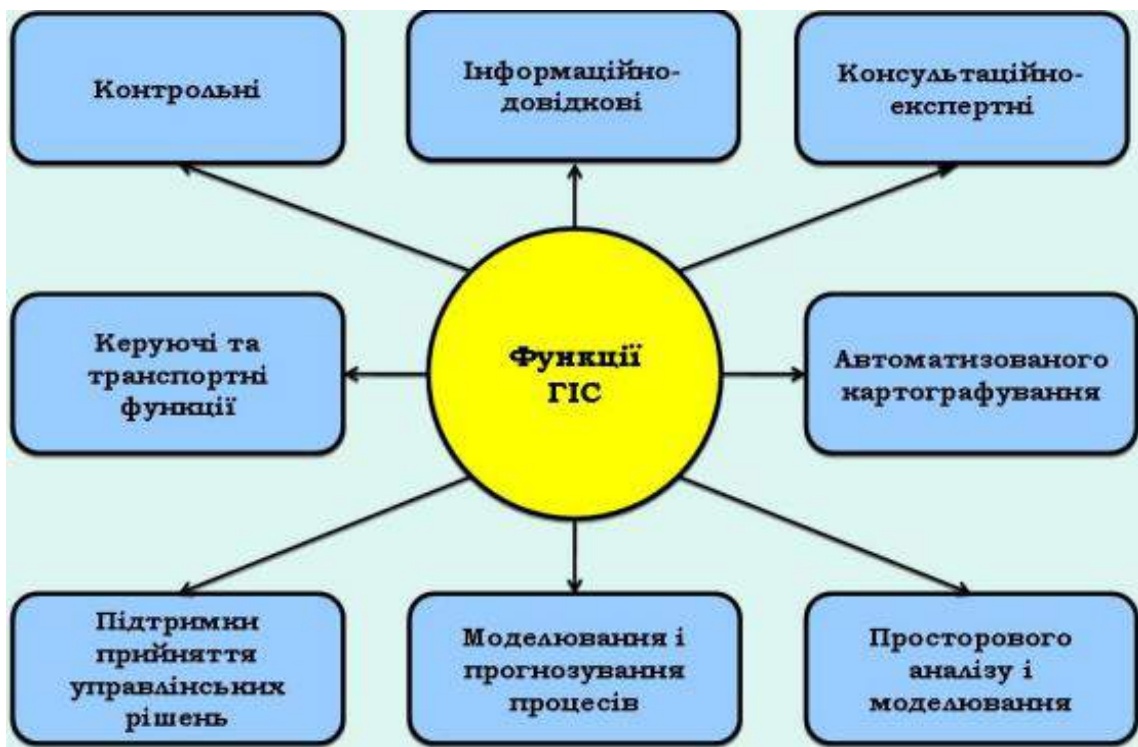 Контрольні
Інформаційно-
довідкові
Консультаційно-
експертні
Керуючі та
транспортні
функції
Функції
ГІС
Автоматизованого
картографування
Підтримки
прийняття
управлінських
рішень
Моделювання і
прогнозування
процесів
Просторового
аналізу і
моделювання